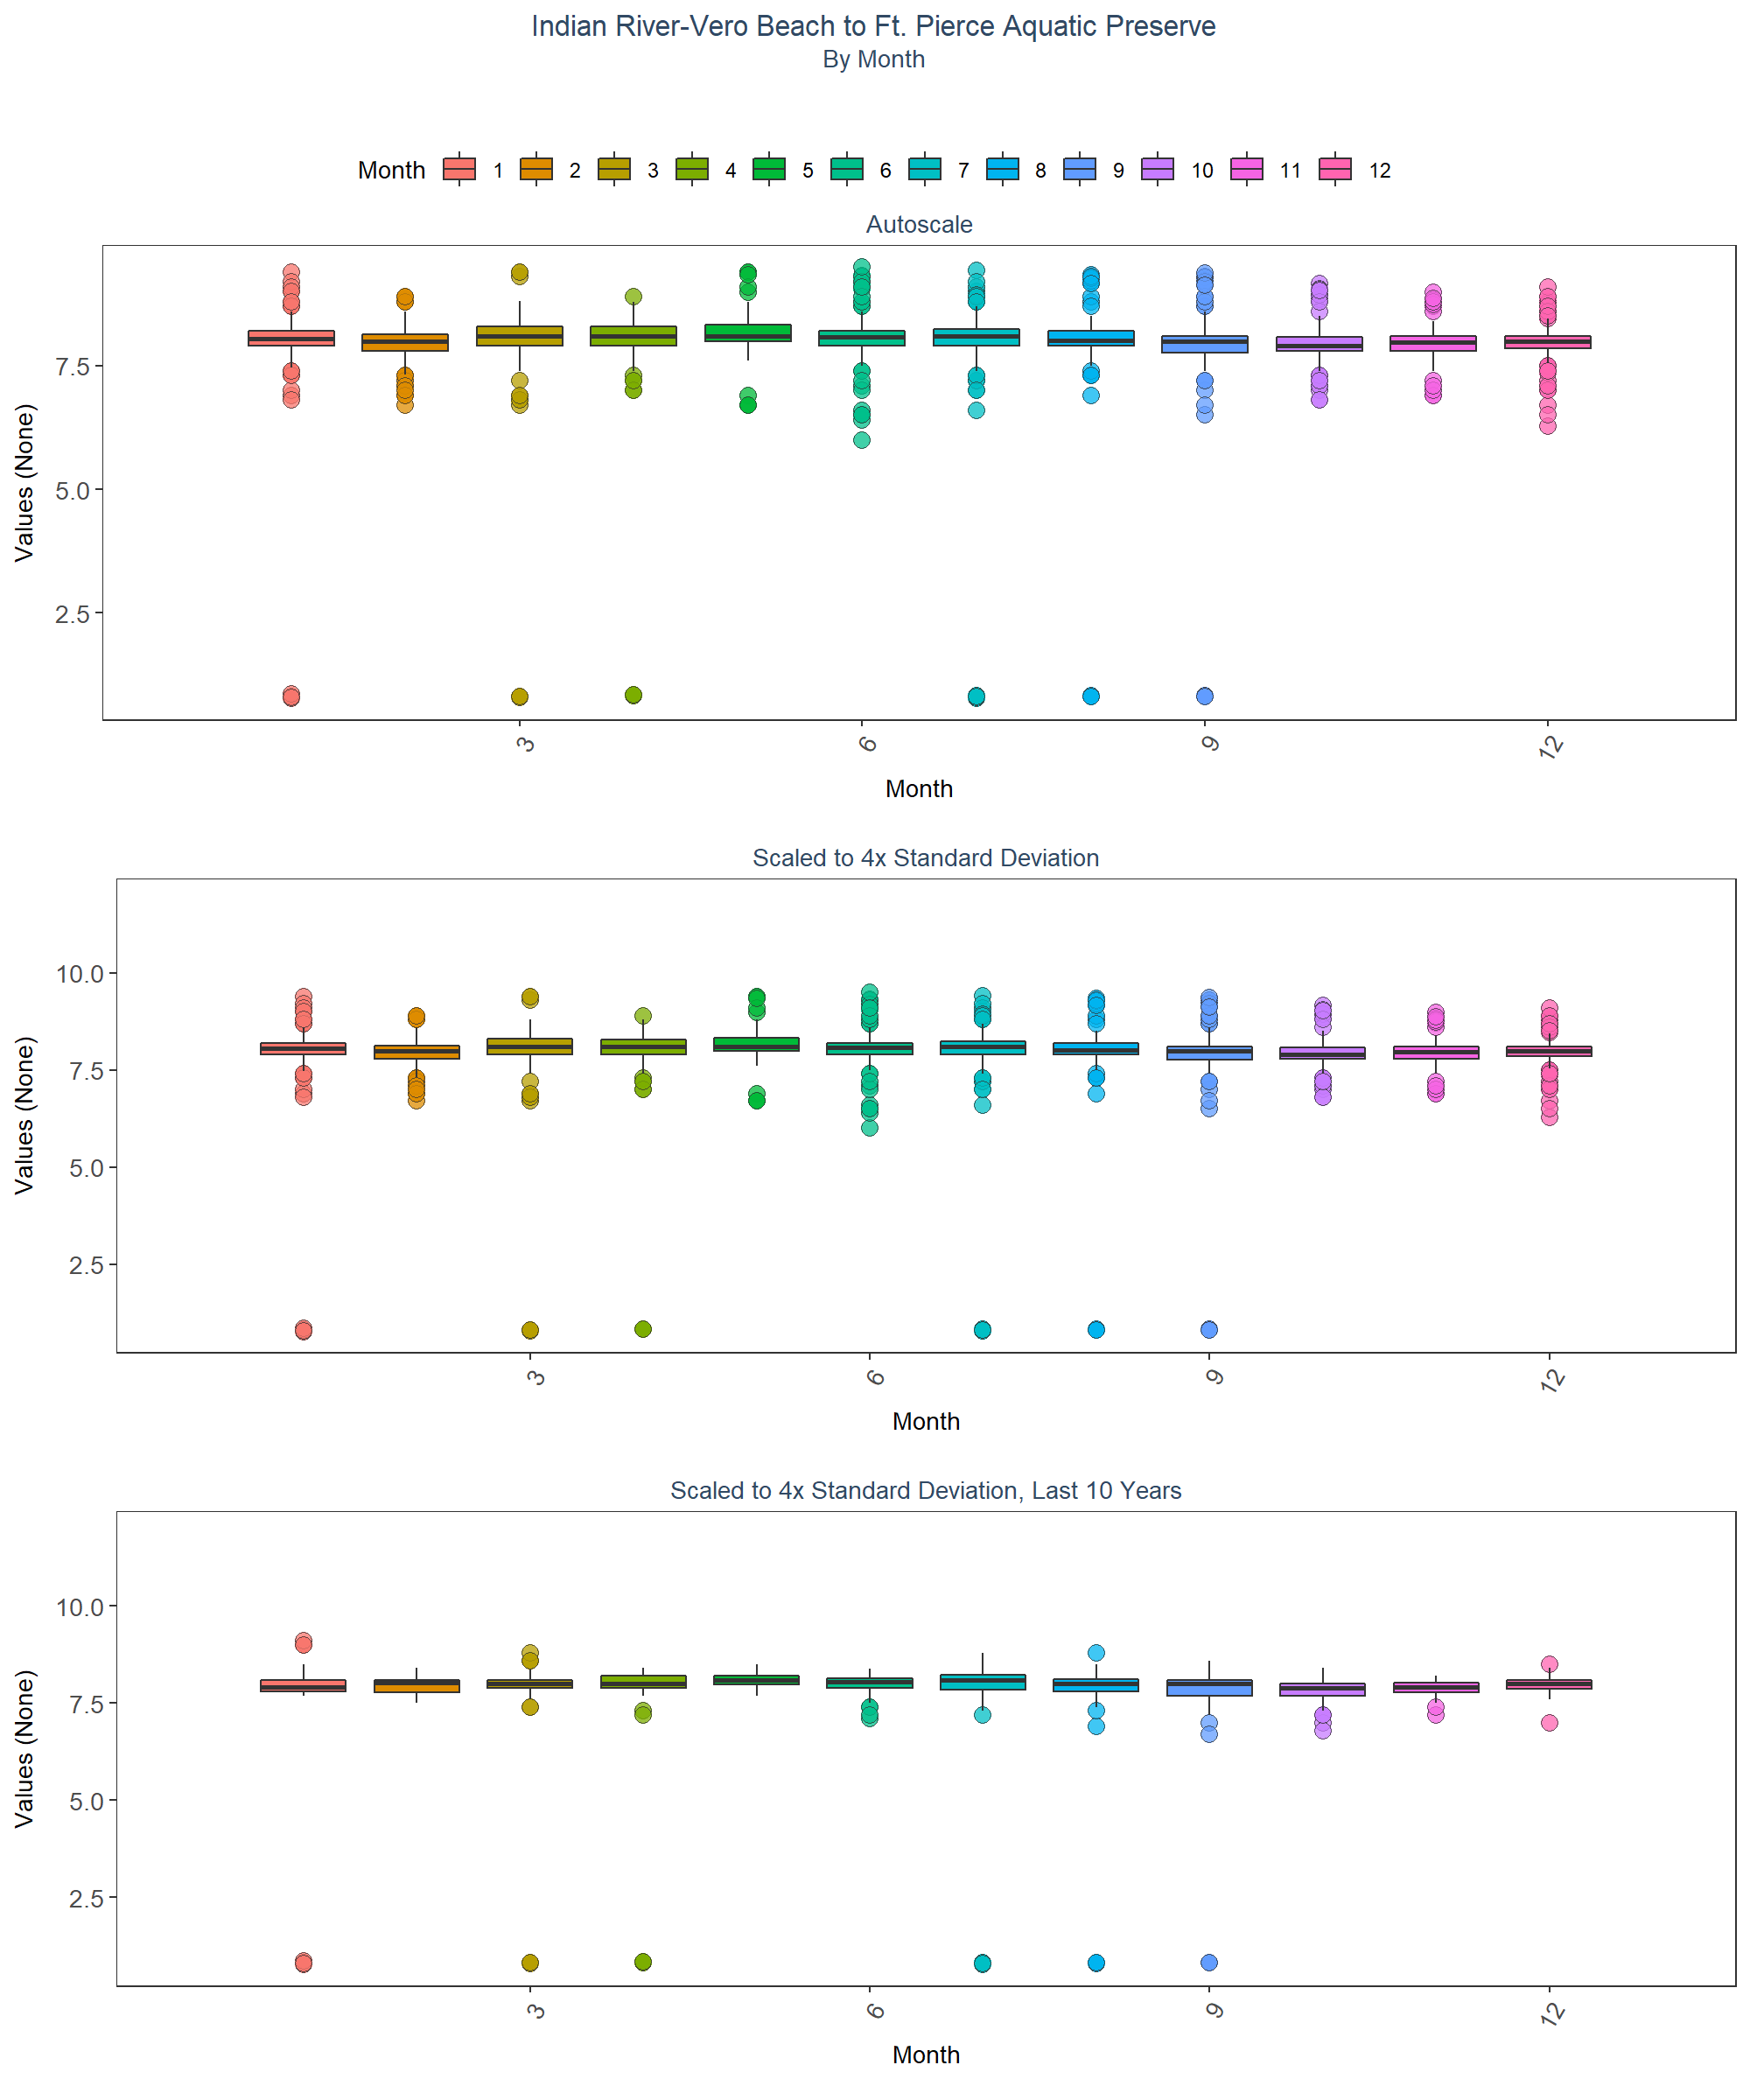 Indian River-Vero Beach to Ft. Pierce Aquatic Preserve
By Month
Month 1 2 3 4 5 6 7 8 9 10 11 12
Autoscale
Values (None)
7.5
5.0
2.5
3 6 9 12
Month
Scaled to 4x Standard Deviation
Values (None)
10.0
7.5
5.0
2.5
3 6 9 12
Month
Scaled to 4x Standard Deviation, Last 10 Years
Values (None)
10.0
7.5
5.0
2.5
3 6 9 12
Month